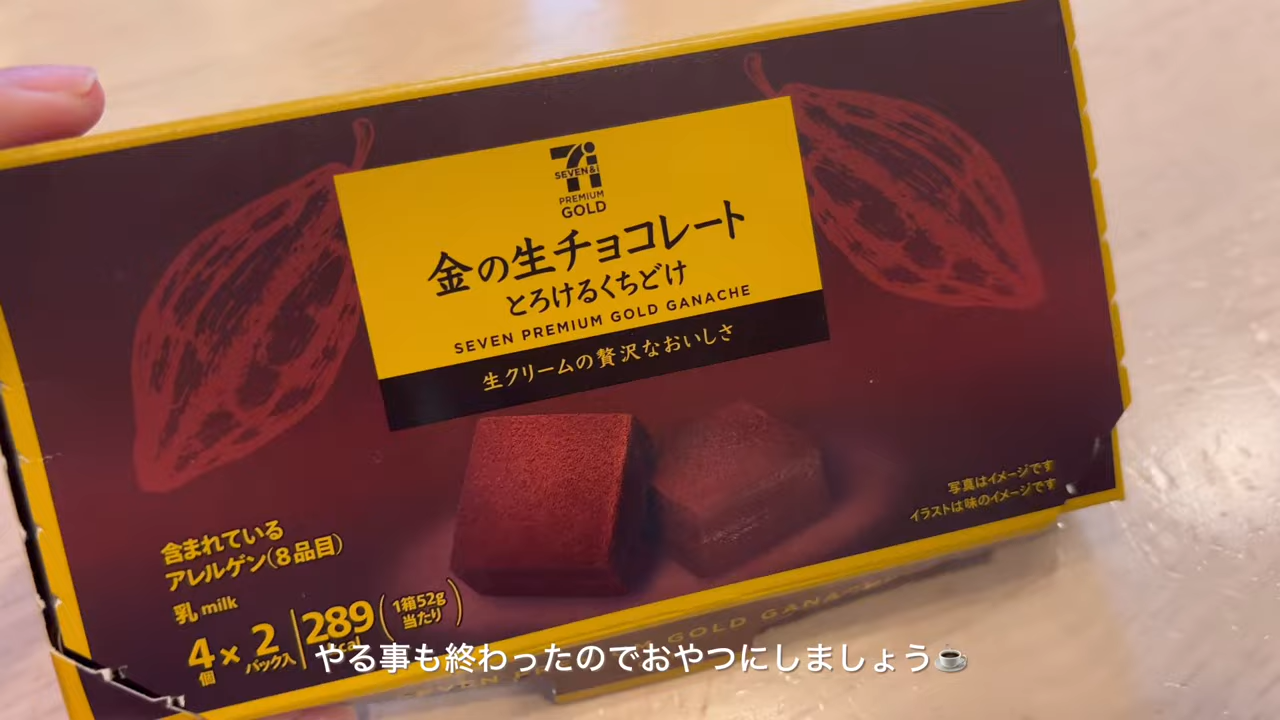 SEVEN&i
PREMIUM
GOLD
金の生チョコレート
とろけるくちどけ
SEVEN PREMIUM GOLD GANACHE
生クリームの贅沢なおいしさ
写真はイメージです
イラストは味のイメージです
含まれている
アレルゲン(8品目)
乳 milk
4個×2パック入 289kcal (1箱52g当たり)
GOLD GANA
やる事も終わったのでおやつにしましょう☕